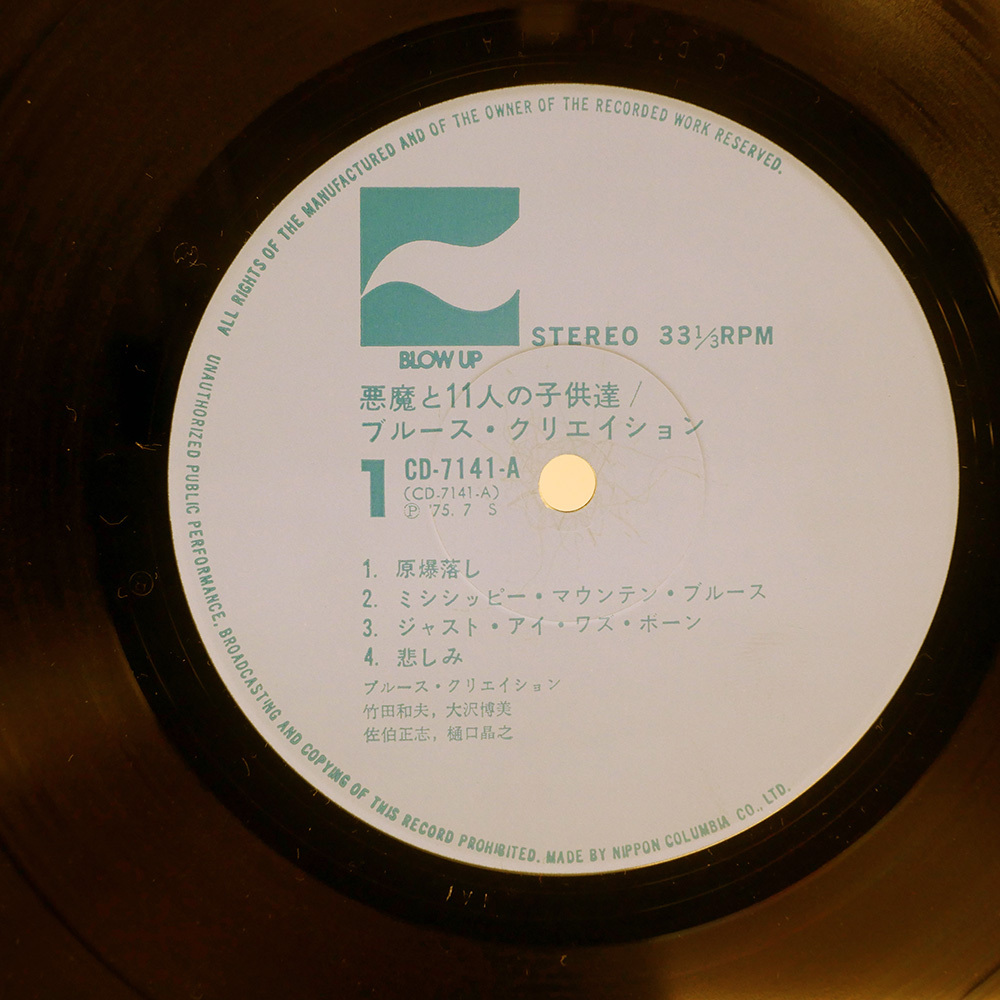 ALL RIGHTS OF THE MANUFACTURED AND OF THE OWNER OF THE RECORDED WORK RESERVED.
UNAUTHORIZED PUBLIC PERFORMANCE, BROADCASTING AND COPYING OF THIS RECORD PROHIBITED. MADE BY NIPPON COLUMBIA CO., LTD.
BLOW UP
STEREO 33⅓RPM
悪魔と11人の子供達/
ブルース・クリエイション
1
CD-7141-A
(CD-7141-A)
Ⓟ '75. 7 S
1. 原爆落し
2. ミシシッピー・マウンテン・ブルース
3. ジャスト・アイ・ワズ・ボーン
4. 悲しみ
ブルース・クリエイション
竹田和夫, 大沢博美
佐伯正志, 樋口晶之